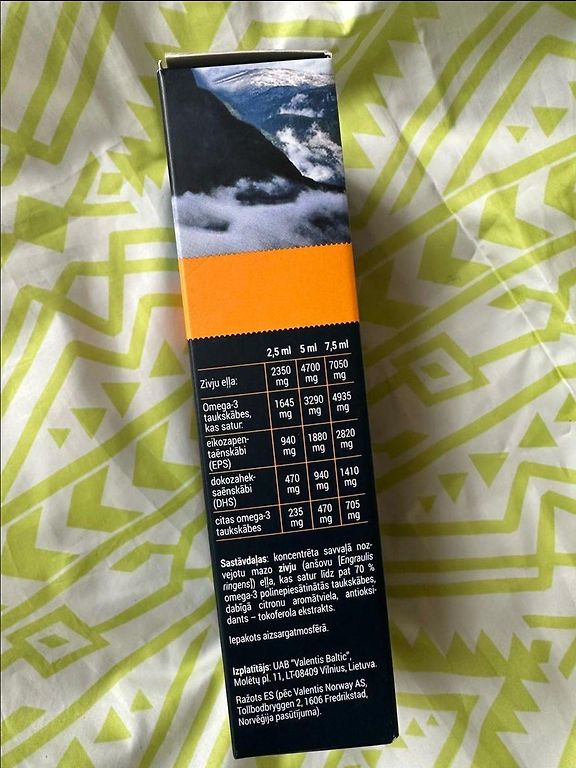 2,5 ml 5 ml 7,5 ml
Zivju eļļa: 2350 mg 4700 mg 7050 mg
Omega-3 taukskābes, kas satur: 1645 mg 3290 mg 4935 mg
eikozapen-taēnskābi (EPS) 940 mg 1880 mg 2820 mg
dokozahek-saēnskābi (DHS) 470 mg 940 mg 1410 mg
citas omega-3 taukskābes 235 mg 470 mg 705 mg
Sastāvdaļas: koncentrēta savvaļā noz-
vejotu mazo zivju (anšovu [Engraulis
ringens]) eļļa, kas satur līdz pat 70 %
omega-3 polinepiesātinātās taukskābes,
dabīgā citronu aromātviela, antioksi-
dants – tokoferola ekstrakts.
Iepakots aizsargatmosfērā.
Izplatītājs: UAB "Valentis Baltic",
Molėtų pl. 11, LT-08409 Vilnius, Lietuva.
Ražots ES (pēc Valentis Norway AS,
Tollbodbryggen 2, 1606 Fredrikstad,
Norvēģija pasūtījuma).